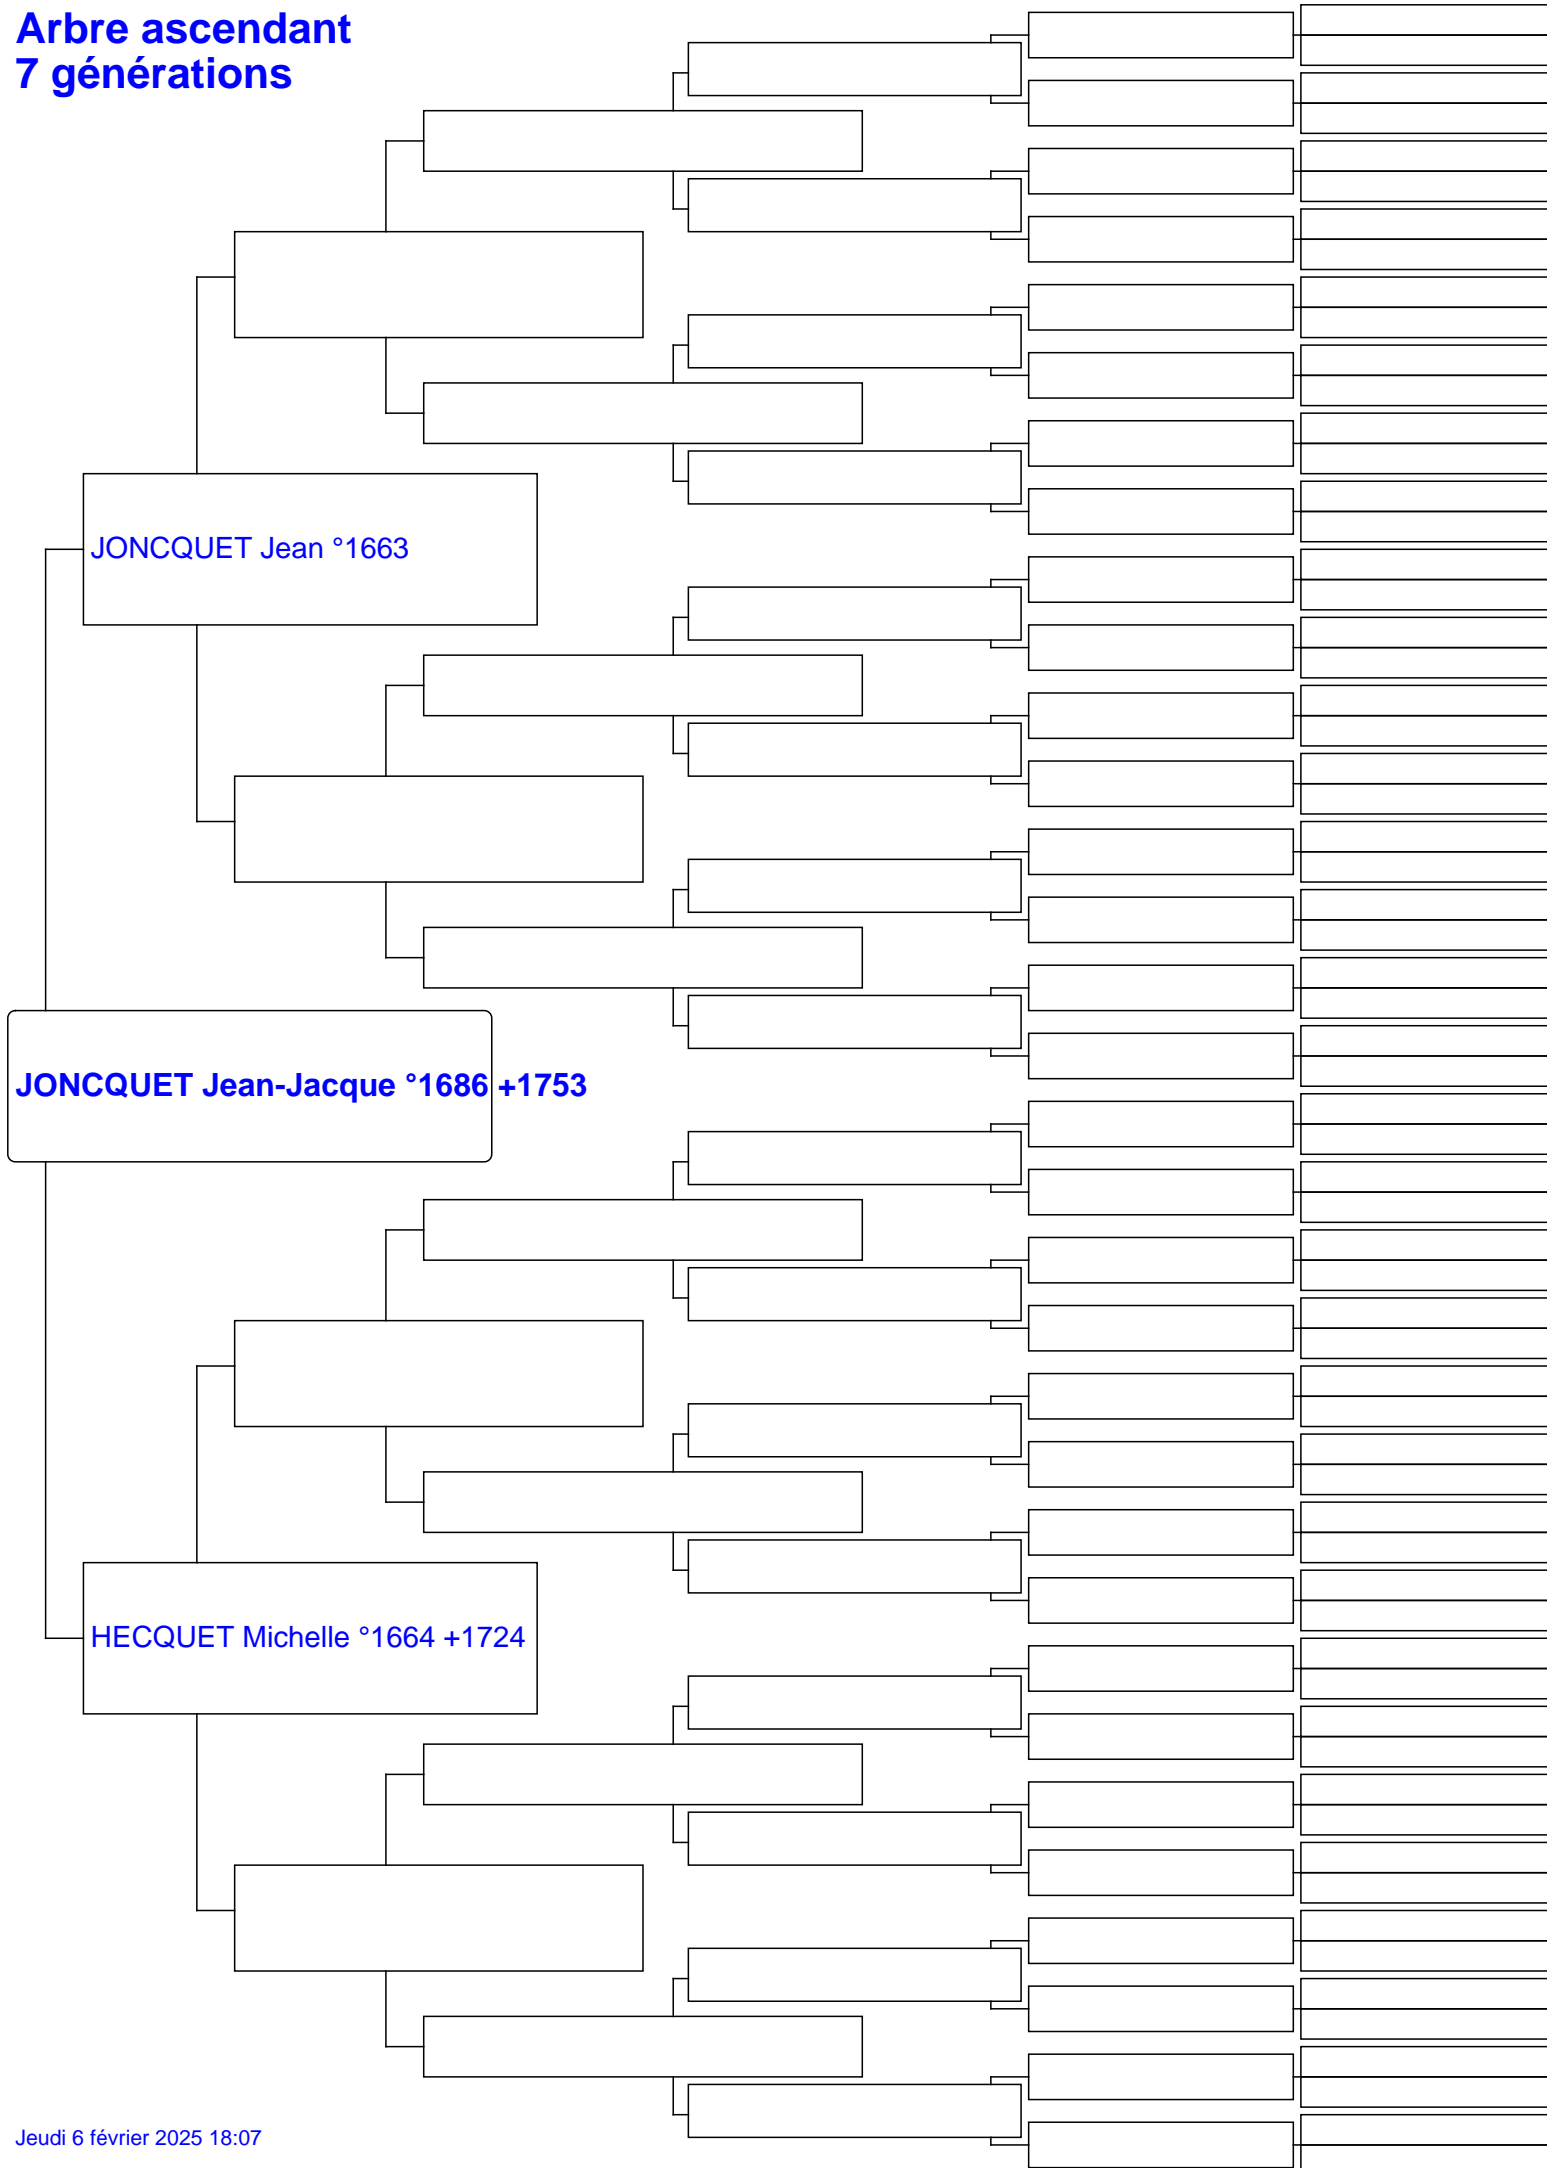 Arbre ascendant
7 générations
JONCQUET Jean °1663
JONCQUET Jean-Jacque °1686 +1753
HECQUET Michelle °1664 +1724
Jeudi 6 février 2025 18:07